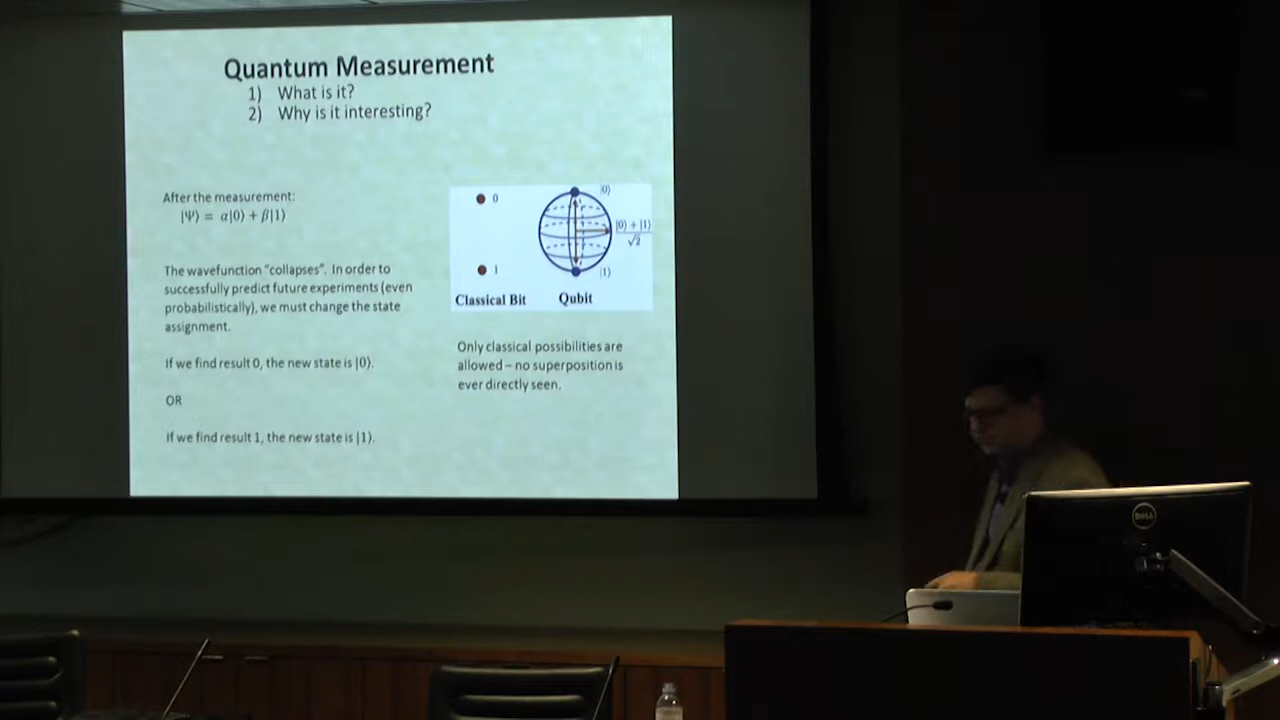 Quantum Measurement
1) What is it?
2) Why is it interesting?
After the measurement:
|Ψ⟩ = α|0⟩ + β|1⟩
The wavefunction "collapses". In order to
successfully predict future experiments (even
probabilistically), we must change the state
assignment.
If we find result 0, the new state is |0⟩.
OR
If we find result 1, the new state is |1⟩.
0
1
Classical Bit
|0⟩
|0⟩ + |1⟩
√2
|1⟩
Qubit
Only classical possibilities are
allowed – no superposition is
ever directly seen.
DELL